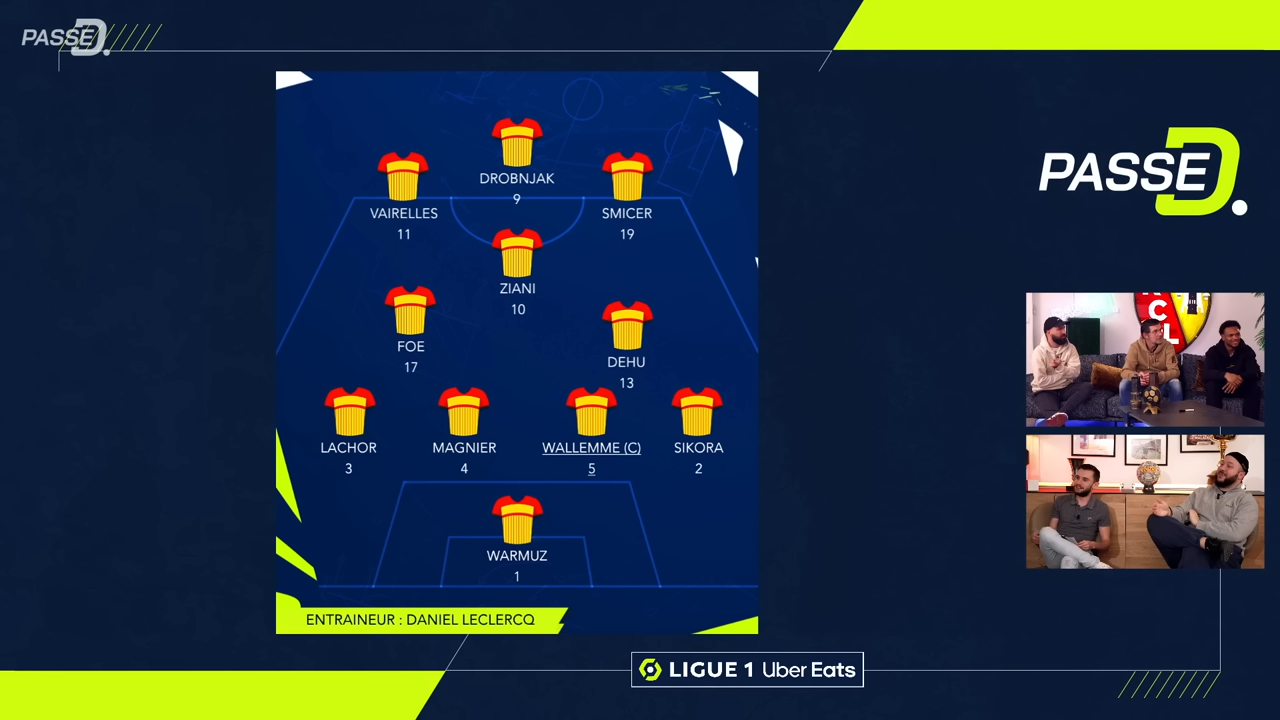 PASSE D.
DROBNJAK
9
VAIRELLES
11
SMICER
19
ZIANI
10
FOE
17
DEHU
13
LACHOR
3
MAGNIER
4
WALLEMME (C)
5
SIKORA
2
WARMUZ
1
ENTRAINEUR : DANIEL LECLERCQ
PASSE D.
C
L
LIGUE 1 Uber Eats